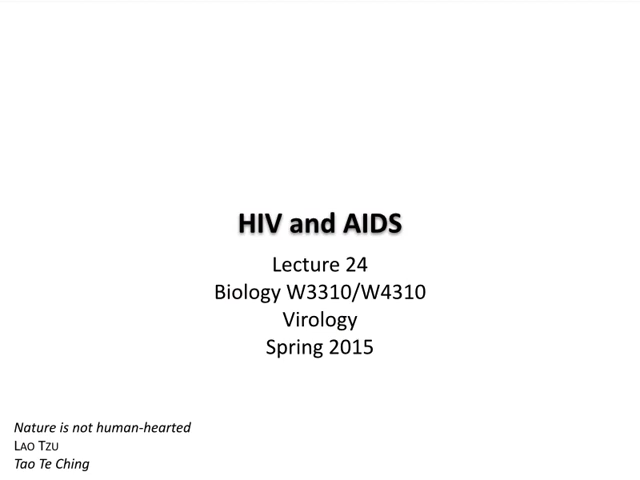 HIV and AIDS
Lecture 24
Biology W3310/W4310
Virology
Spring 2015
Nature is not human-hearted
LAO TZU
Tao Te Ching